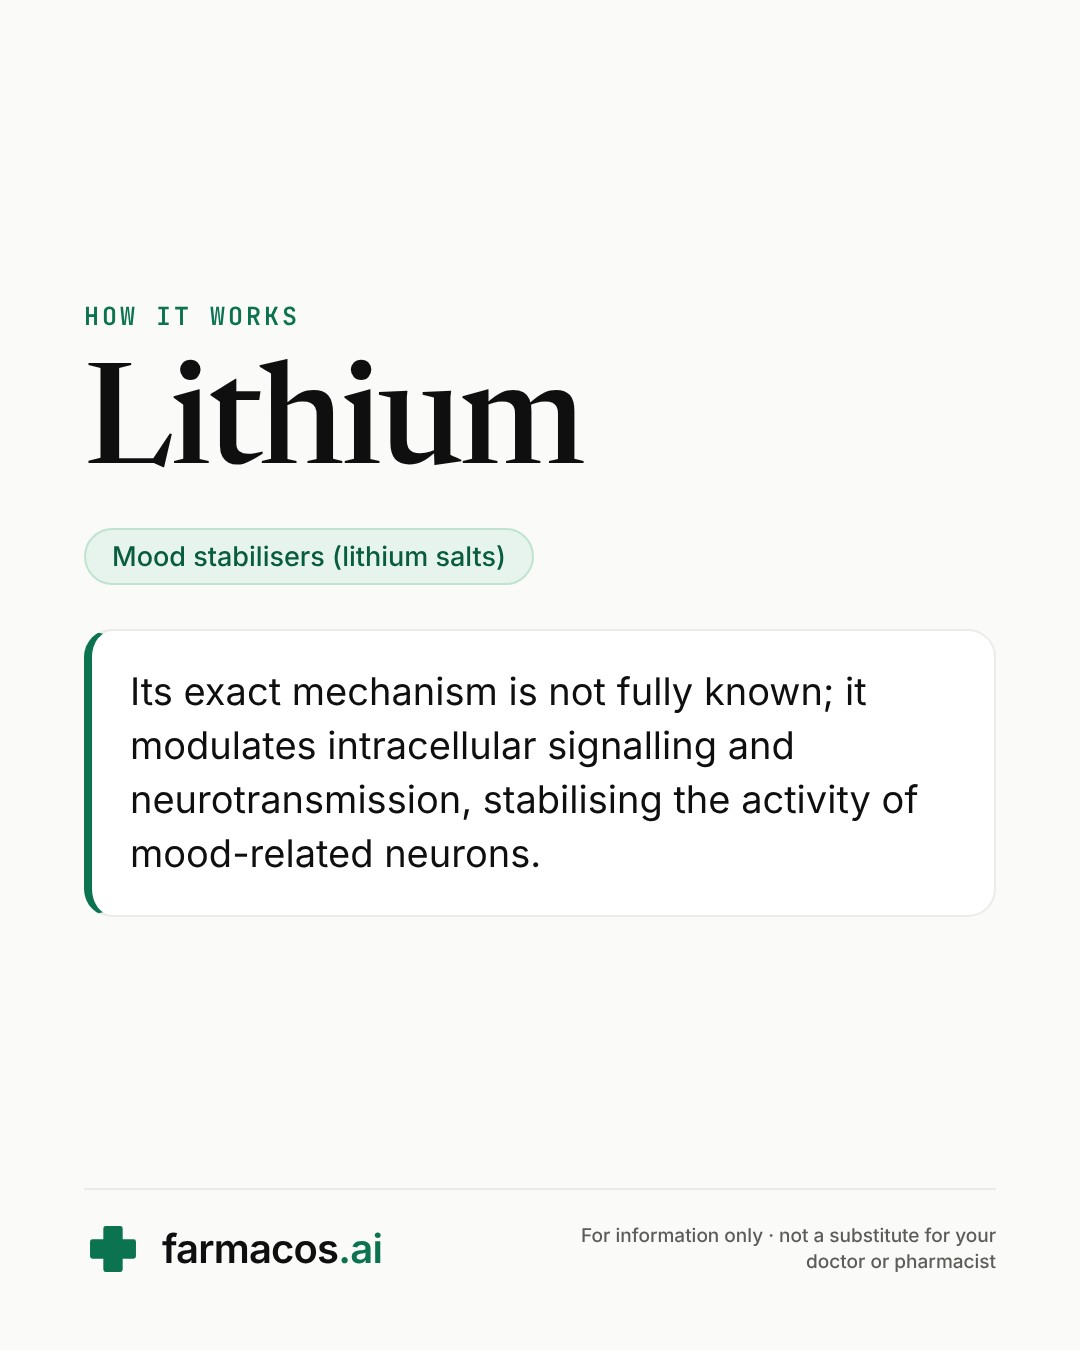 HOW IT WORKS
Lithium
Mood stabilisers (lithium salts)
Its exact mechanism is not fully known; it
modulates intracellular signalling and
neurotransmission, stabilising the activity of
mood-related neurons.
farmacos.ai
For information only · not a substitute for your
doctor or pharmacist